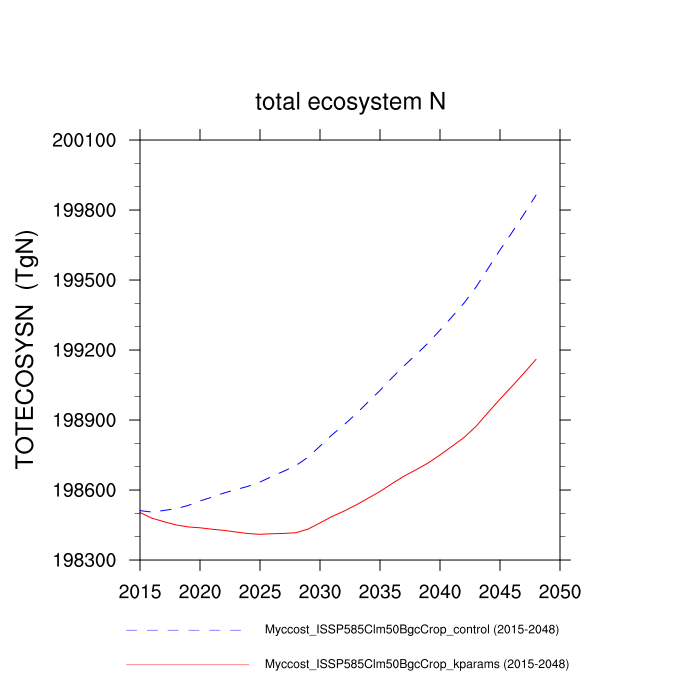 total ecosystem N
TOTECOSYSN (TgN)
200100
199800
199500
199200
198900
198600
198300
2015 2020 2025 2030 2035 2040 2045 2050
Myccost_ISSP585Clm50BgcCrop_control (2015-2048)
Myccost_ISSP585Clm50BgcCrop_kparams (2015-2048)